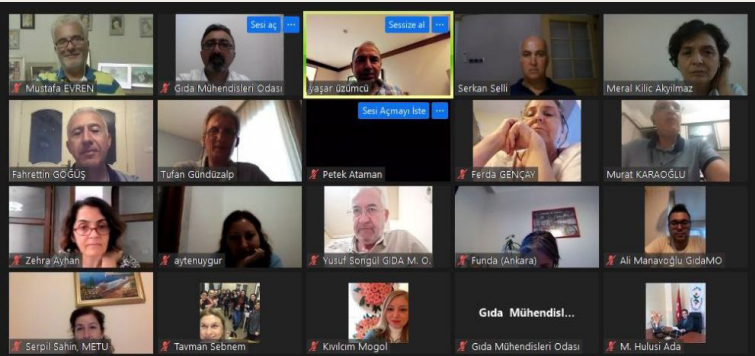 Sesi aç ...
Sessize al ...
Mustafa EVREN
Gıda Mühendisleri Odası
yaşar üzümcü
Serkan Selli
Meral Kilic Akyilmaz
Sesi Açmayı İste ...
Fahrettin GÖĞÜŞ
Tufan Gündüzalp
Petek Ataman
Ferda GENÇAY
Murat KARAOĞLU
Zehra Ayhan
aytenuygur
Yusuf Songül GIDA M. O.
Funda (Ankara)
Ali Manavoğlu GıdaMO
Gıda Mühendisl...
Serpil Sahin, METU
Tavman Sebnem
Kıvılcım Mogol
Gıda Mühendisleri Odası
M. Hulusi Ada